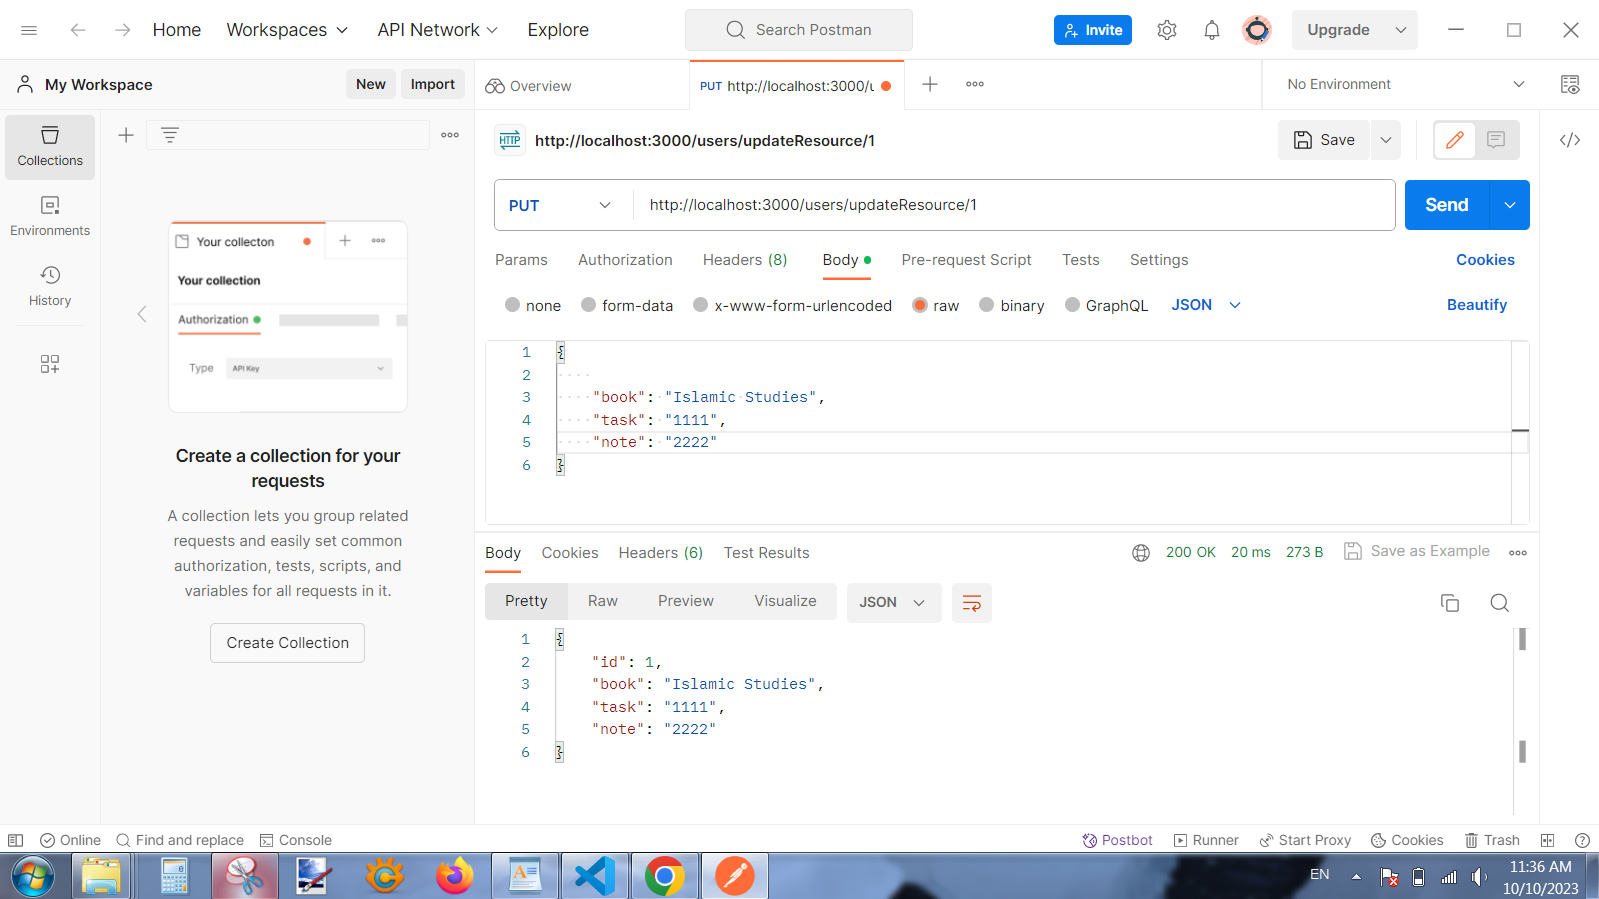 Home Workspaces API Network Explore Search Postman Invite Upgrade
My Workspace New Import Overview PUT http://localhost:3000/u No Environment
Collections
Environments
History
Your collecton
Your collection
Authorization
Type API Key
Create a collection for your
requests
A collection lets you group related
requests and easily set common
authorization, tests, scripts, and
variables for all requests in it.
Create Collection
HTTP http://localhost:3000/users/updateResource/1 Save </>
PUT http://localhost:3000/users/updateResource/1 Send
Params Authorization Headers (8) Body Pre-request Script Tests Settings Cookies
none form-data x-www-form-urlencoded raw binary GraphQL JSON Beautify
1 {
2
3 "book": "Islamic Studies",
4 "task": "1111",
5 "note": "2222"
6 }
Body Cookies Headers (6) Test Results 200 OK 20 ms 273 B Save as Example
Pretty Raw Preview Visualize JSON
1 {
2 "id": 1,
3 "book": "Islamic Studies",
4 "task": "1111",
5 "note": "2222"
6 }
Online Find and replace Console Postbot Runner Start Proxy Cookies Trash
EN 11:36 AM
10/10/2023